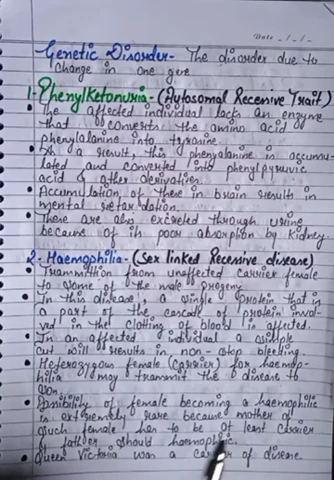 Date _/_/_
Genetic Disorder - The disorder due to
change in one gene
1. Phenylketonuria - (Autosomal Recessive Trait)
The affected individual lacks an enzyme
that converts the amino acid
phenylalanine into tyrosine.
As a result, this phenylalanine is accumu-
lated and converted into phenylpyruvic
acid & other derivatives.
Accumulation of these in brain results in
mental retardation.
These are also excreted through urine
because of its poor absorption by kidney.
2. Haemophilia - (Sex linked Recessive disease)
Transmition from unaffected carrier female
to some of the male progeny
In this disease, a single protein that is
a part of the cascade of protein invol-
ved in the clotting of blood is affected.
In an affected individual a simple
cut will results in non-stop bleeding.
Heterozygous female (carrier) for haemop-
hilia may transmit the disease to
son.
Possibility of female becoming a haemophilic
is extremely rare because mother of
such female has to be at least carrier
& father should haemophilic.
Queen Victoria was a carrier of disease.